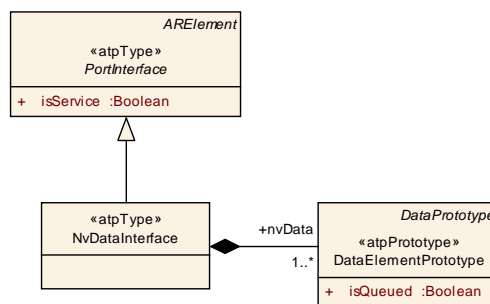 ARElement
«atpType»
PortInterface
+ isService :Boolean
«atpType»
NvDataInterface
+nvData
1..*
DataPrototype
«atpPrototype»
DataElementPrototype
+ isQueued :Boolean